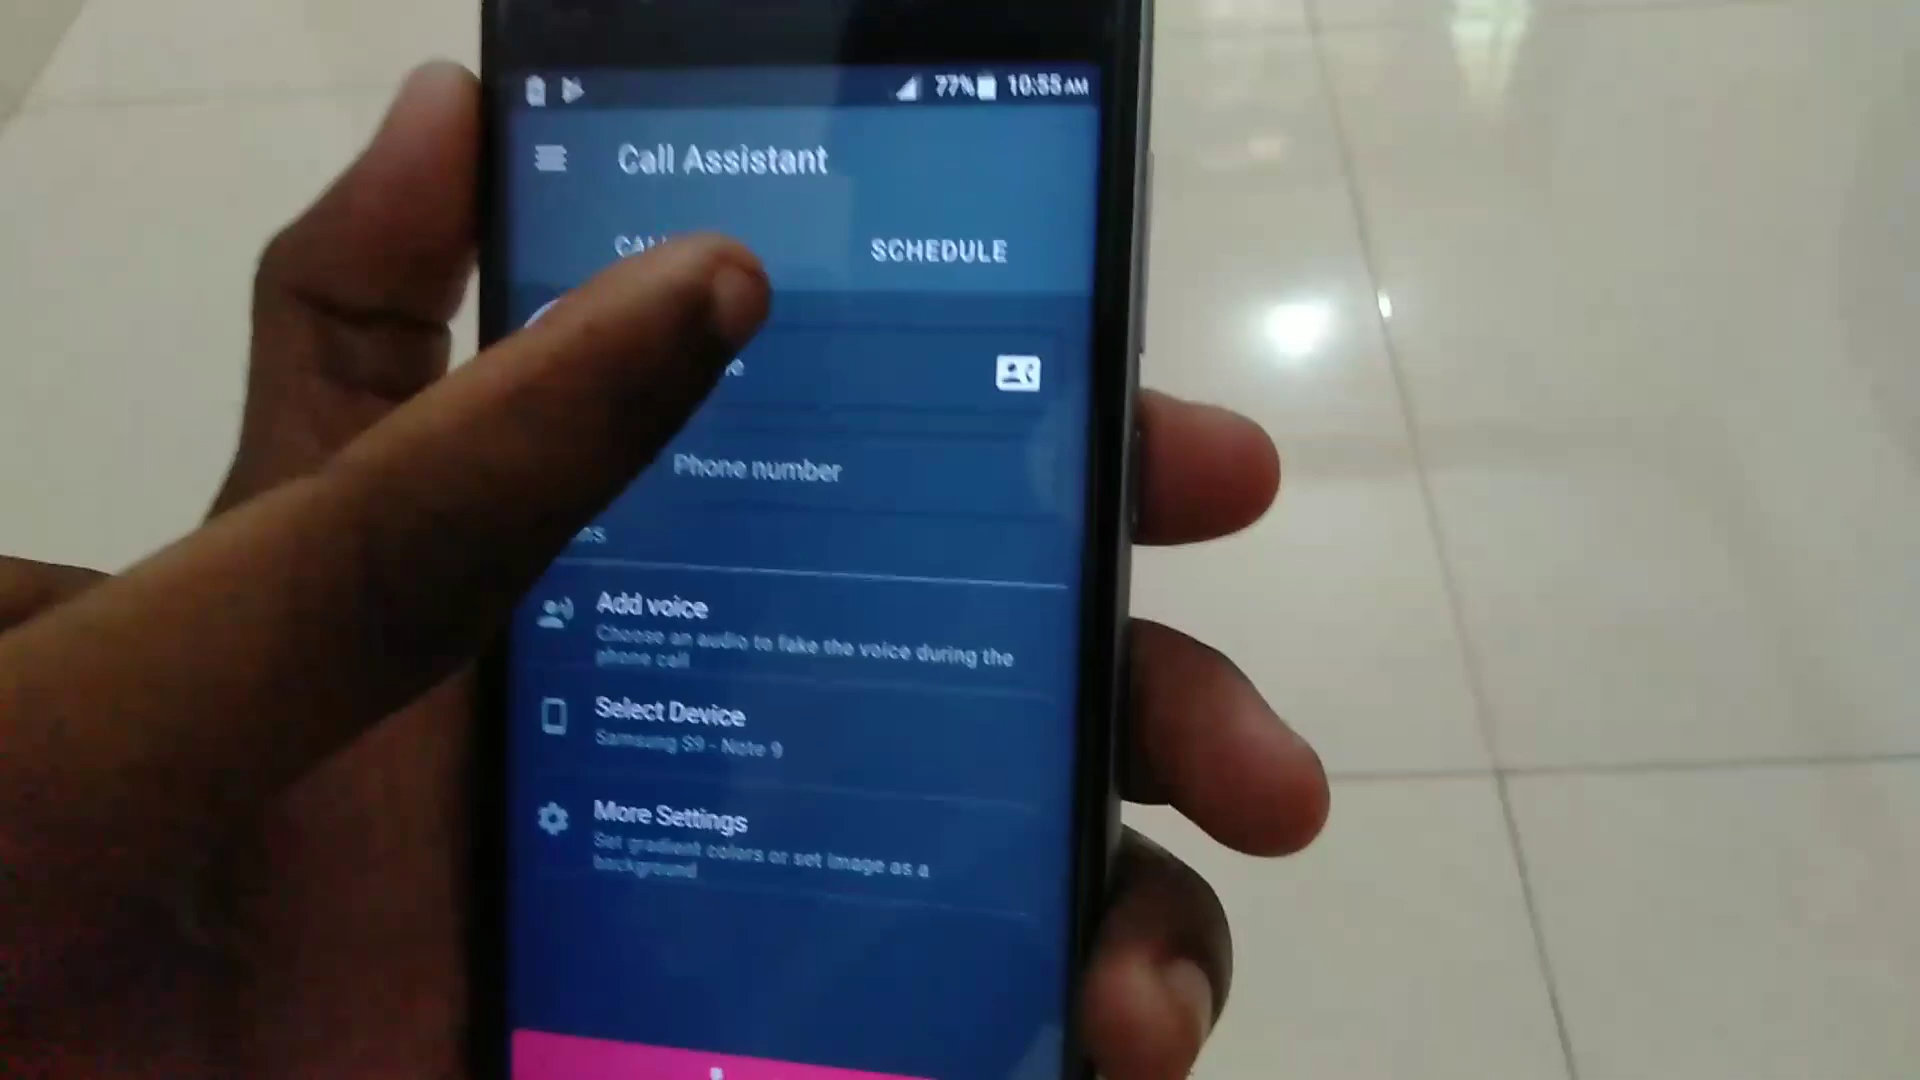 77% 10:55 AM
Call Assistant
SCHEDULE
Phone number
Add voice
Choose an audio to fake the voice during the
phone call
Select Device
Samsung S9 - Note 9
More Settings
Set gradient colors or set image as a
background